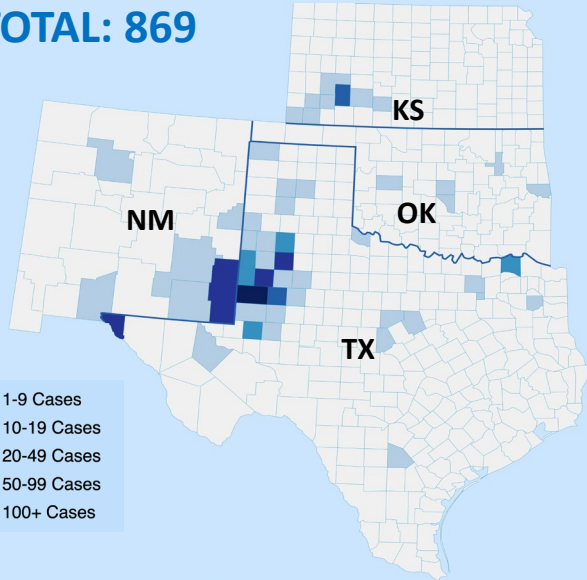 OTAL: 869
KS
NM
OK
TX
1-9 Cases
10-19 Cases
20-49 Cases
50-99 Cases
100+ Cases